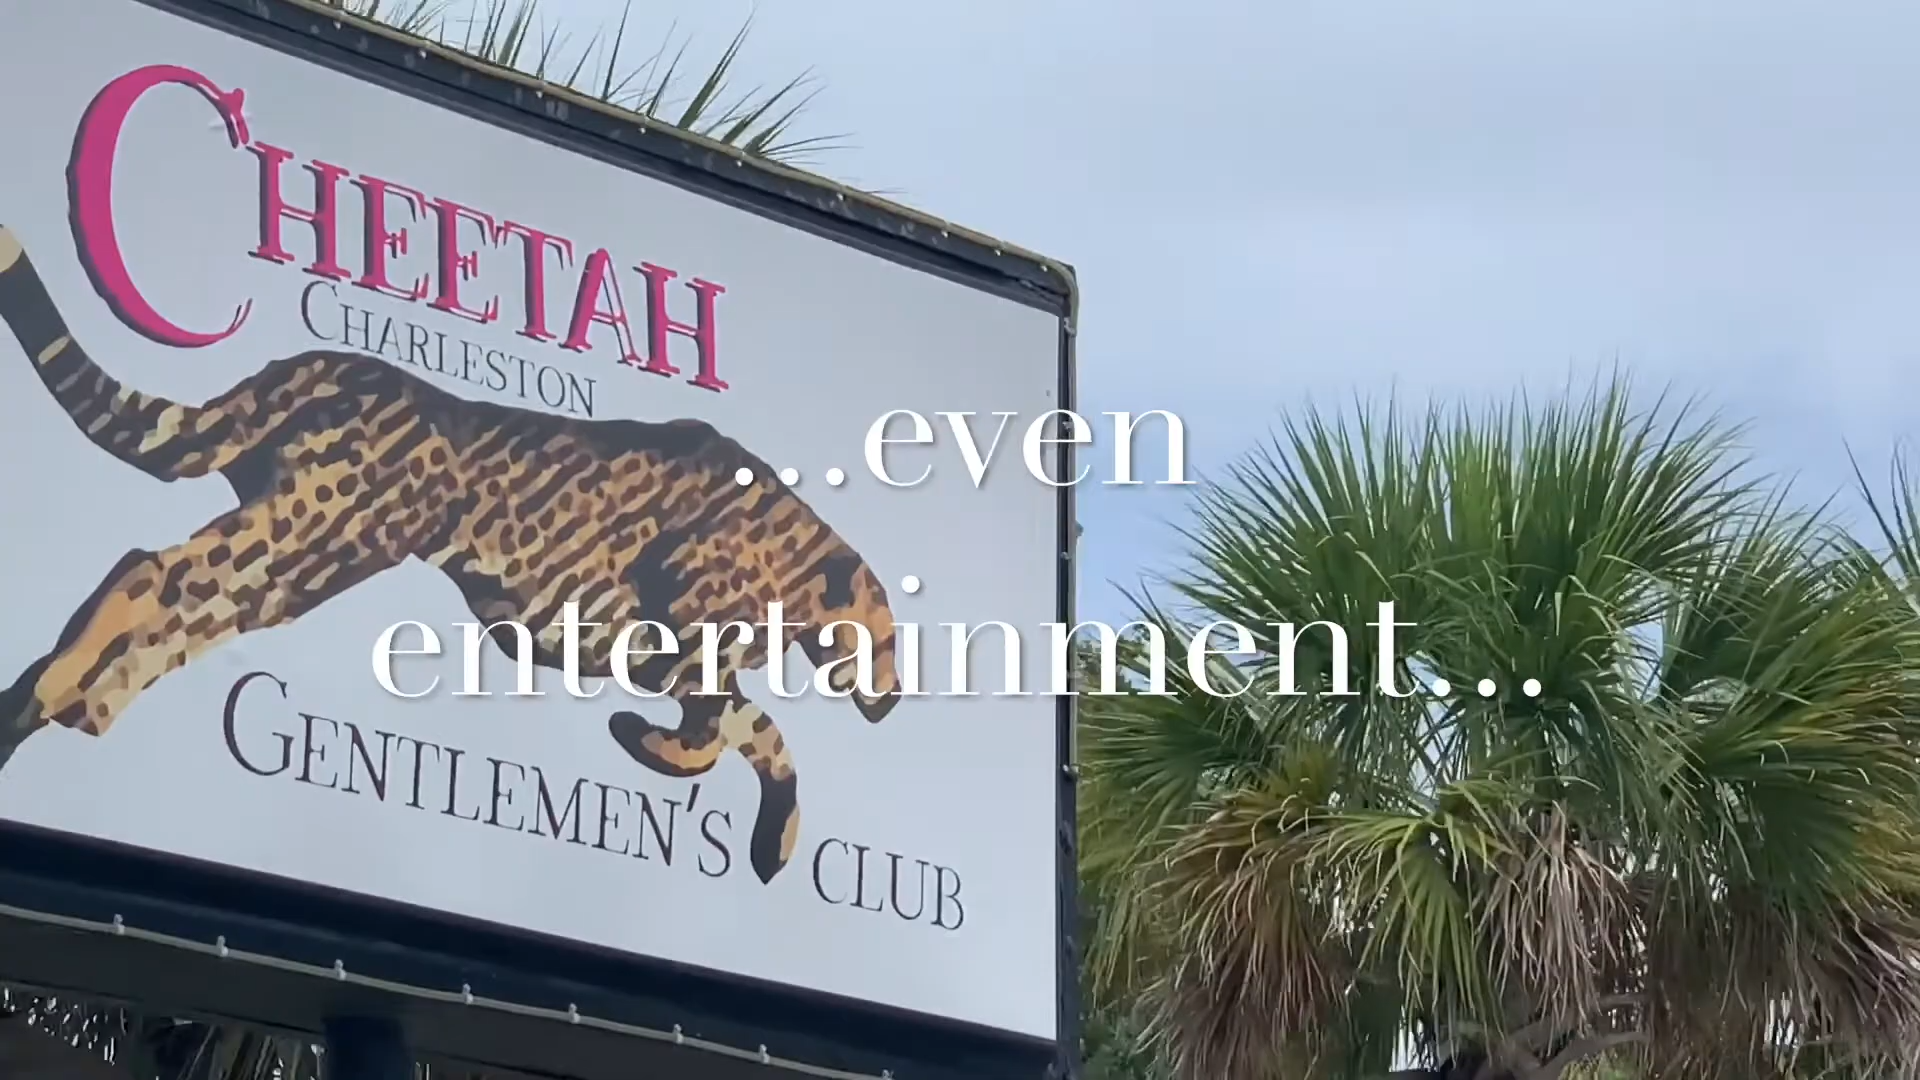 CHEETAH
CHARLESTON
...even
entertainment...
GENTLEMEN'S CLUB